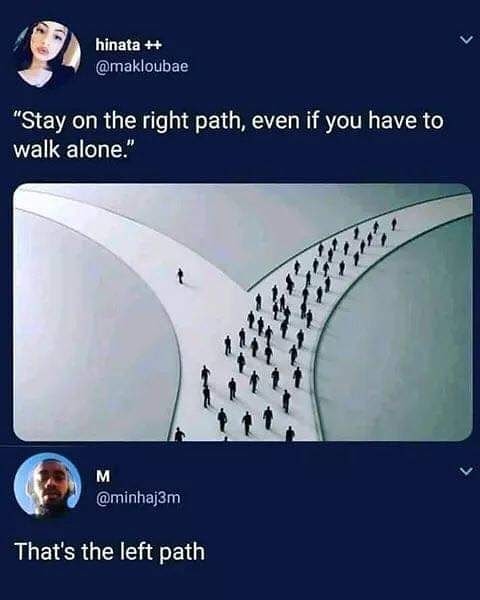 hinata ++
@makloubae
“Stay on the right path, even if you have to
walk alone.”
M
@minhaj3m
That's the left path